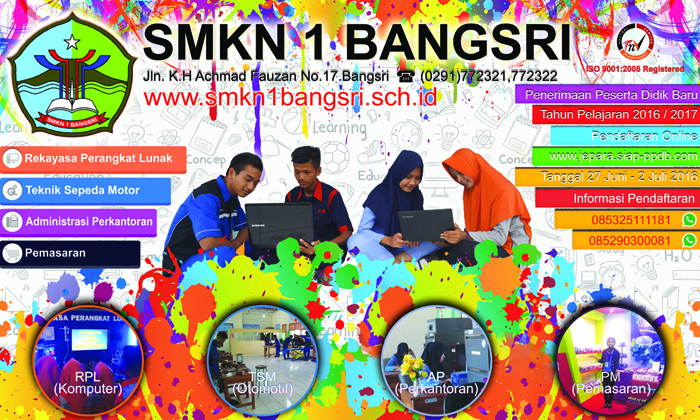 SMKN 1 BANGSRI
Jln. K.H Achmad Fauzan No.17 Bangsri ☎ (0291)772321,772322
www.smkn1bangsri.sch.id
SMKN 1 BANGSRI
ISO 9001:2008 Registered
Penerimaan Peserta Didik Baru
Tahun Pelajaran 2016 / 2017
Pendaftaran Online
www.jepara.siap-ppdb.com
Tanggal 27 Juni - 2 Juli 2016
Informasi Pendaftaran
085325111181
085290300081
Rekayasa Perangkat Lunak
Teknik Sepeda Motor
Administrasi Perkantoran
Pemasaran
RPL
(Komputer)
TSM
(Otomotif)
AP
(Perkantoran)
PM
(Pemasaran)